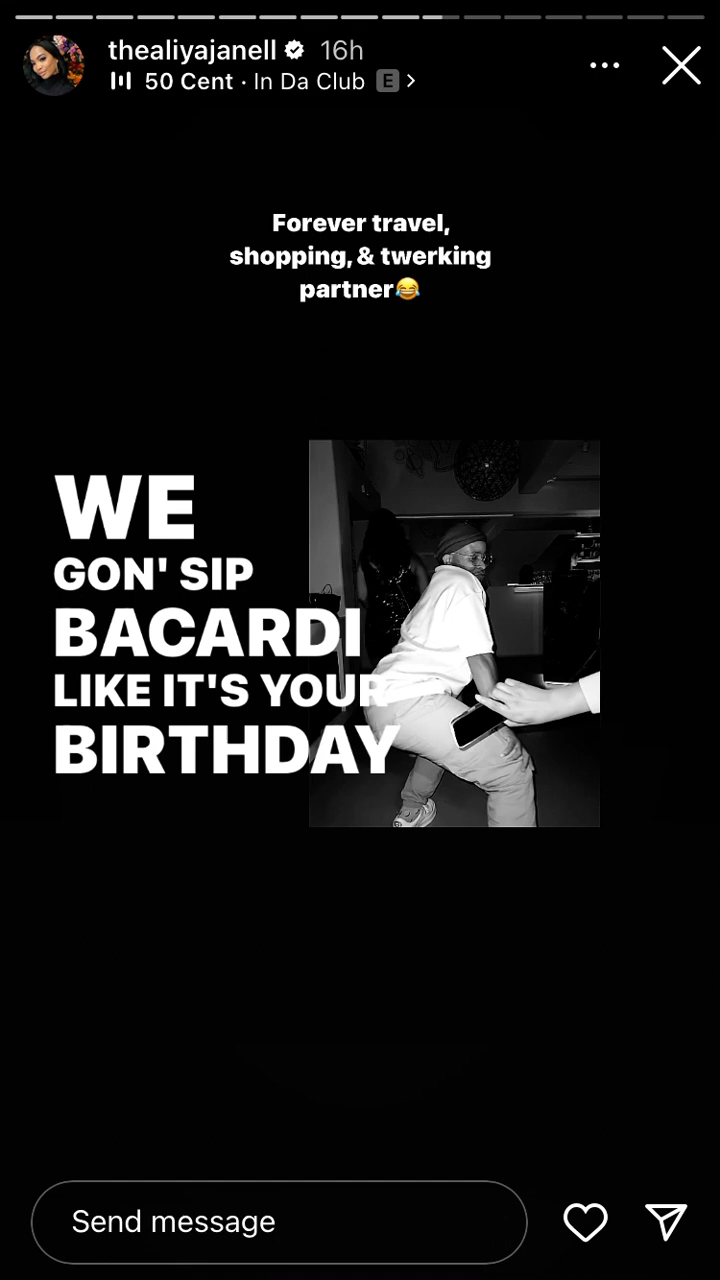 thealiyajanell 16h
50 Cent · In Da Club E
Forever travel,
shopping, & twerking
partner😂
WE
GON' SIP
BACARDI
LIKE IT'S YOUR
BIRTHDAY
Send message